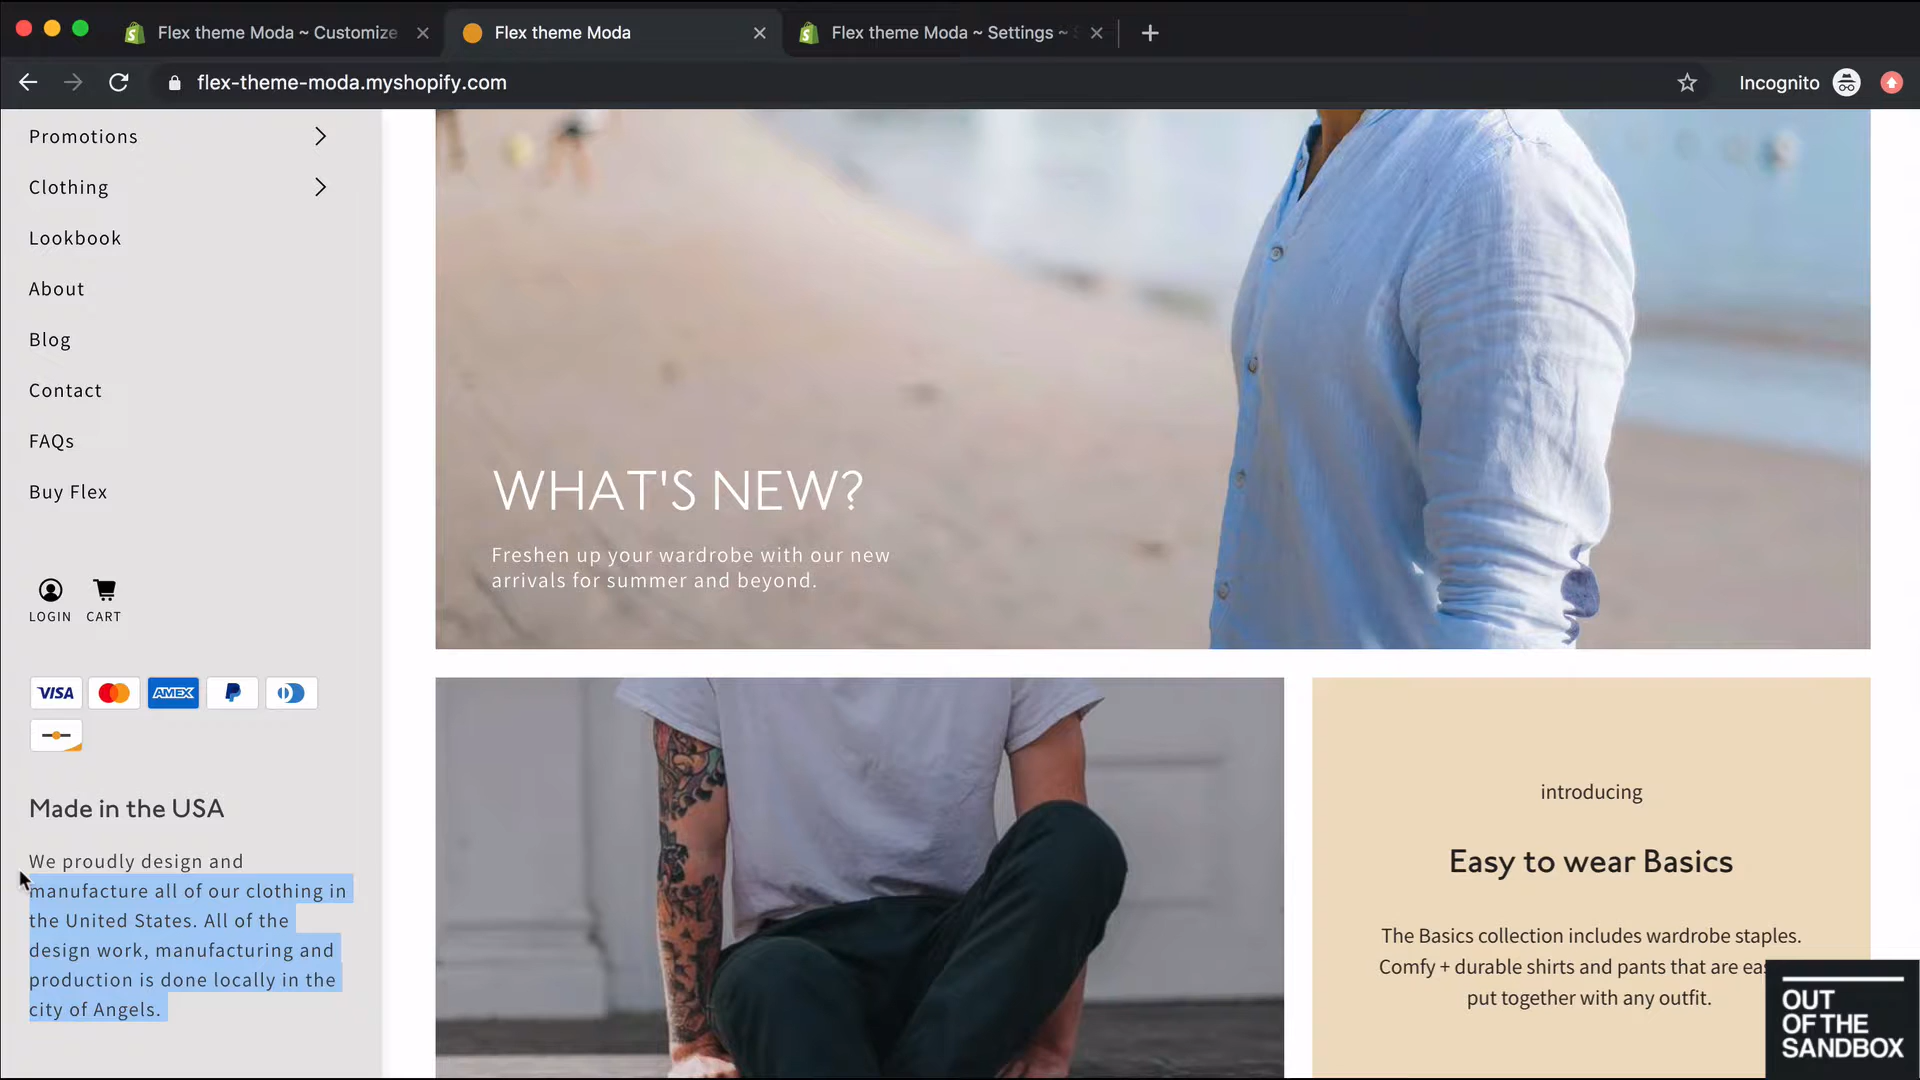 Flex theme Moda ~ Customize
Flex theme Moda
Flex theme Moda ~ Settings ~
flex-theme-moda.myshopify.com
Incognito
Promotions
Clothing
Lookbook
About
Blog
Contact
FAQs
Buy Flex
LOGIN
CART
VISA
AMEX
Made in the USA
We proudly design and
manufacture all of our clothing in
the United States. All of the
design work, manufacturing and
production is done locally in the
city of Angels.
WHAT'S NEW?
Freshen up your wardrobe with our new
arrivals for summer and beyond.
introducing
Easy to wear Basics
The Basics collection includes wardrobe staples.
Comfy + durable shirts and pants that are
put together with any outfit.
OUT
OF THE
SANDBOX